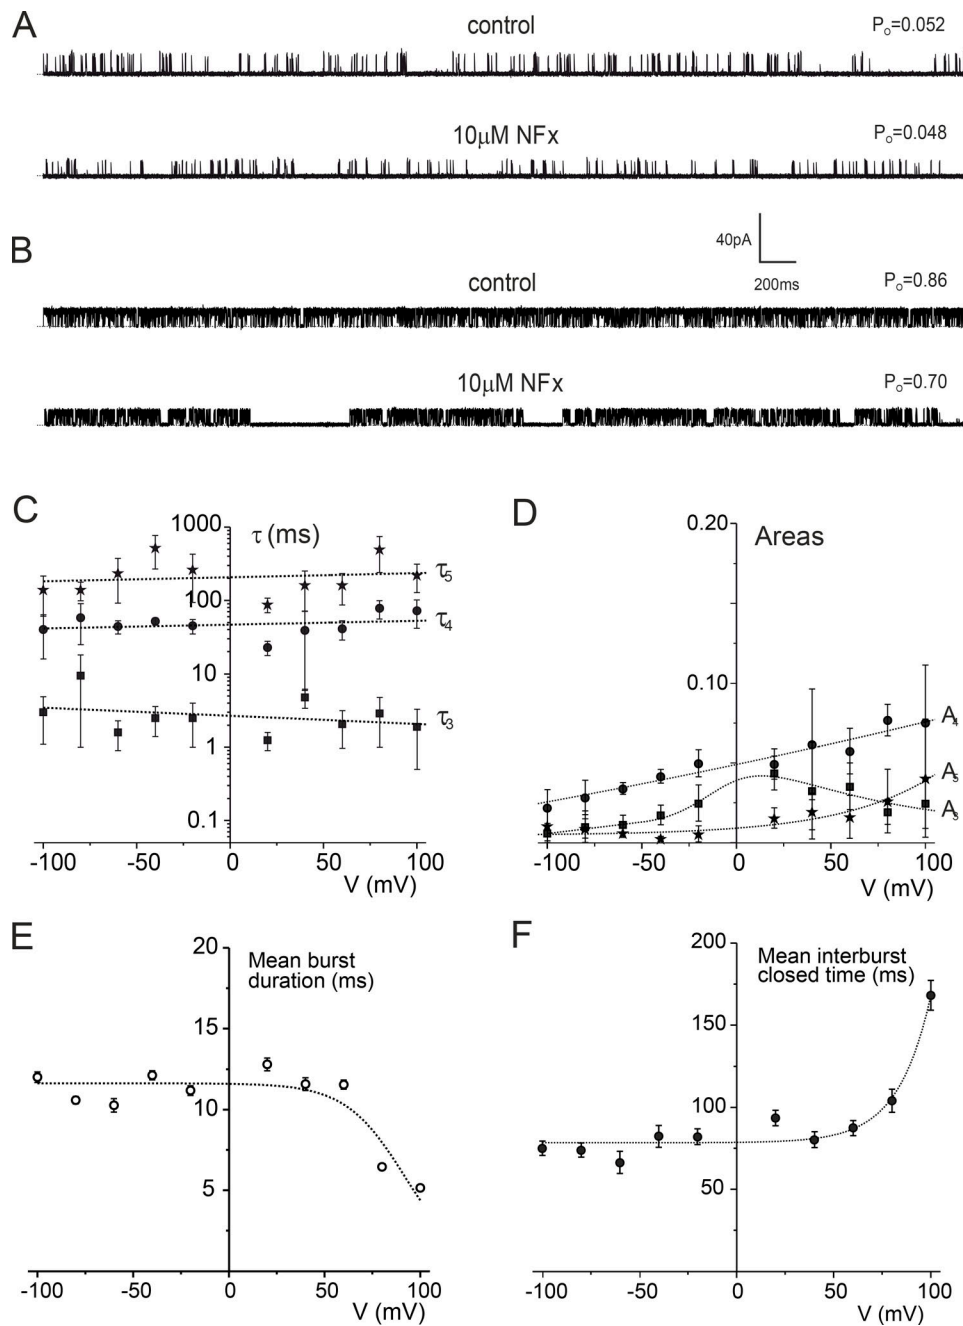 A
control
Pₒ=0.052
10μM NFx
Pₒ=0.048
B
40pA
200ms
control
Pₒ=0.86
10μM NFx
Pₒ=0.70
C
τ (ms)
1000
100
10
1
0.1
τ₅
τ₄
τ₃
-100 -50 0 50 100
V (mV)
D
Areas
0.20
0.10
A₄
A₅
A₃
-100 -50 0 50 100
V (mV)
E
Mean burst
duration (ms)
20
15
10
5
-100 -50 0 50 100
V (mV)
F
Mean interburst
closed time (ms)
200
150
100
50
-100 -50 0 50 100
V (mV)